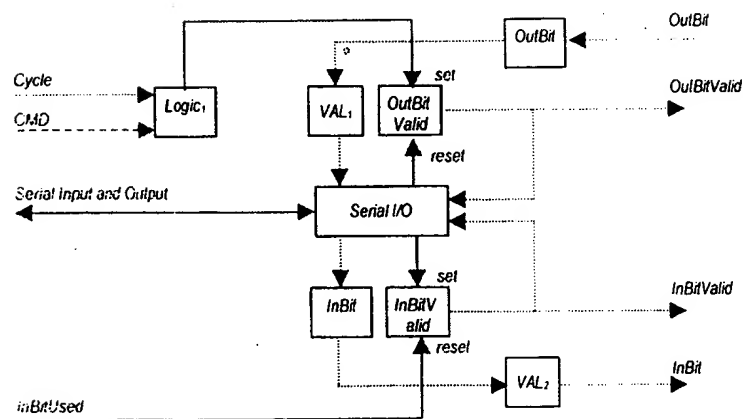 OutBit
OutBit
set
Cycle
Logic₁
VAL₁
OutBit
Valid
OutBitValid
CMD
reset
Serial Input and Output
Serial I/O
set
InBit
InBitV
alid
InBitValid
reset
VAL₂
InBit
InBitUsed